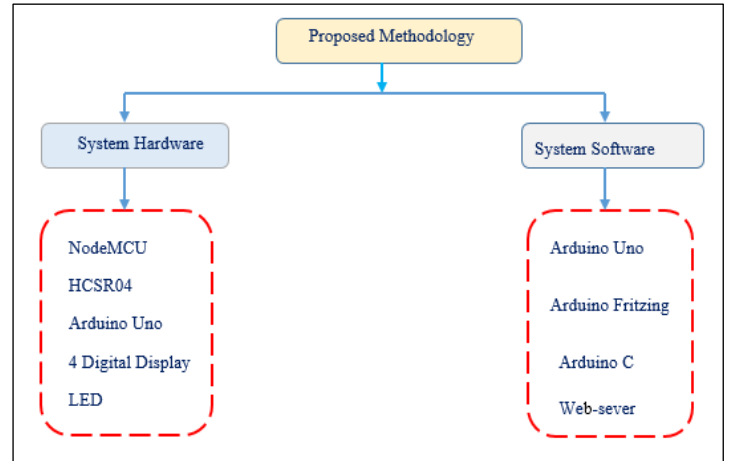 Proposed Methodology
System Hardware
NodeMCU
HCSR04
Arduino Uno
4 Digital Display
LED
System Software
Arduino Uno
Arduino Fritzing
Arduino C
Web-sever